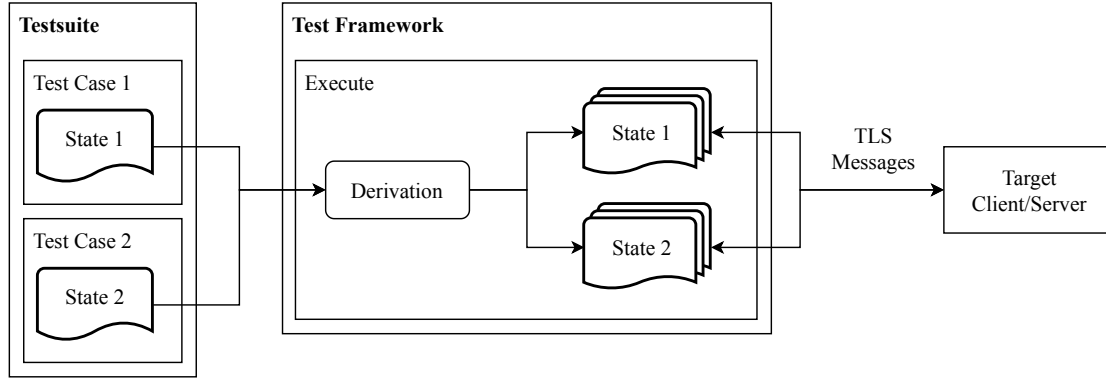 Testsuite
Test Case 1
State 1
Test Case 2
State 2
Test Framework
Execute
Derivation
State 1
State 2
TLS
Messages
Target
Client/Server